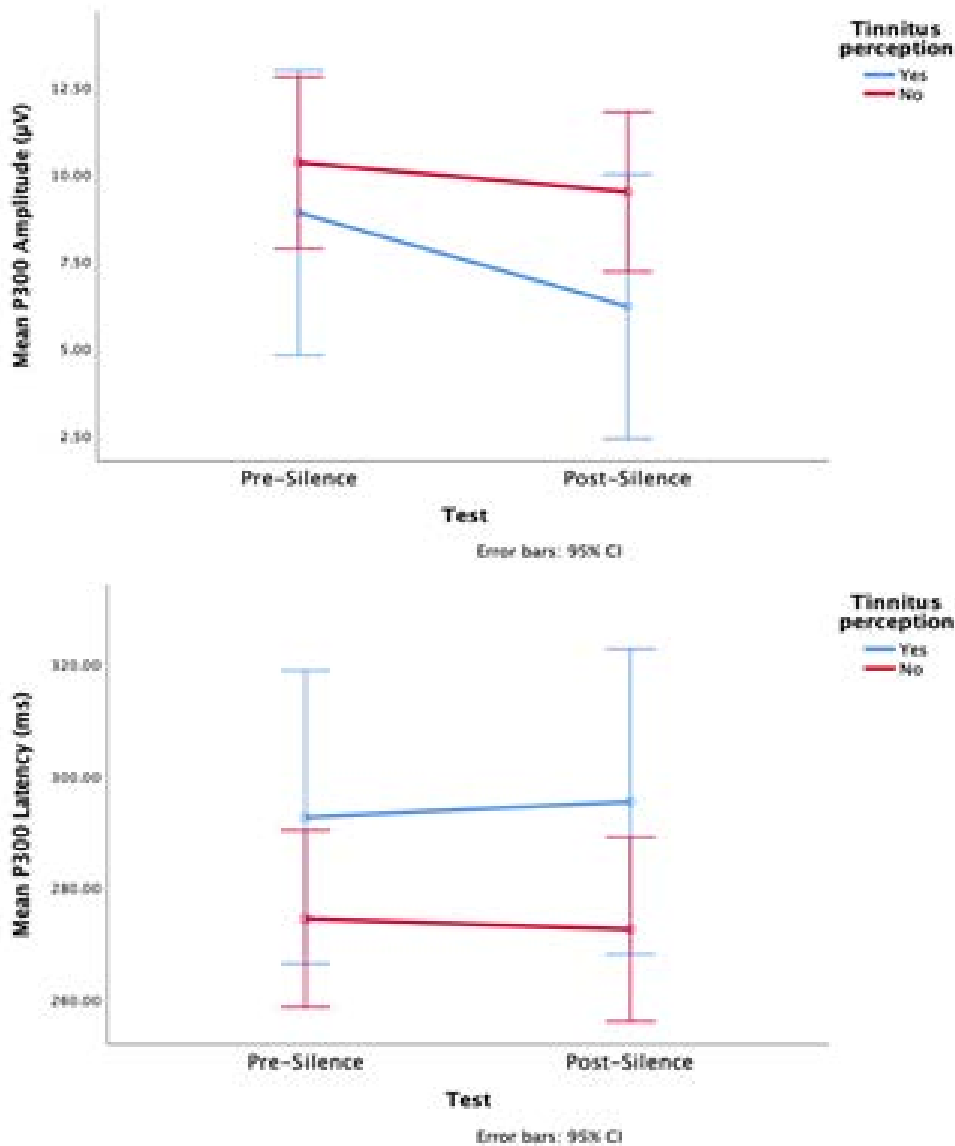 Tinnitus
perception
Yes
No
Mean P300 Amplitude (µV)
12.50
10.00
7.50
5.00
2.50
Pre-Silence
Post-Silence
Test
Error bars: 95% CI
Tinnitus
perception
Yes
No
Mean P300 Latency (ms)
320.00
300.00
280.00
260.00
Pre-Silence
Post-Silence
Test
Error bars: 95% CI